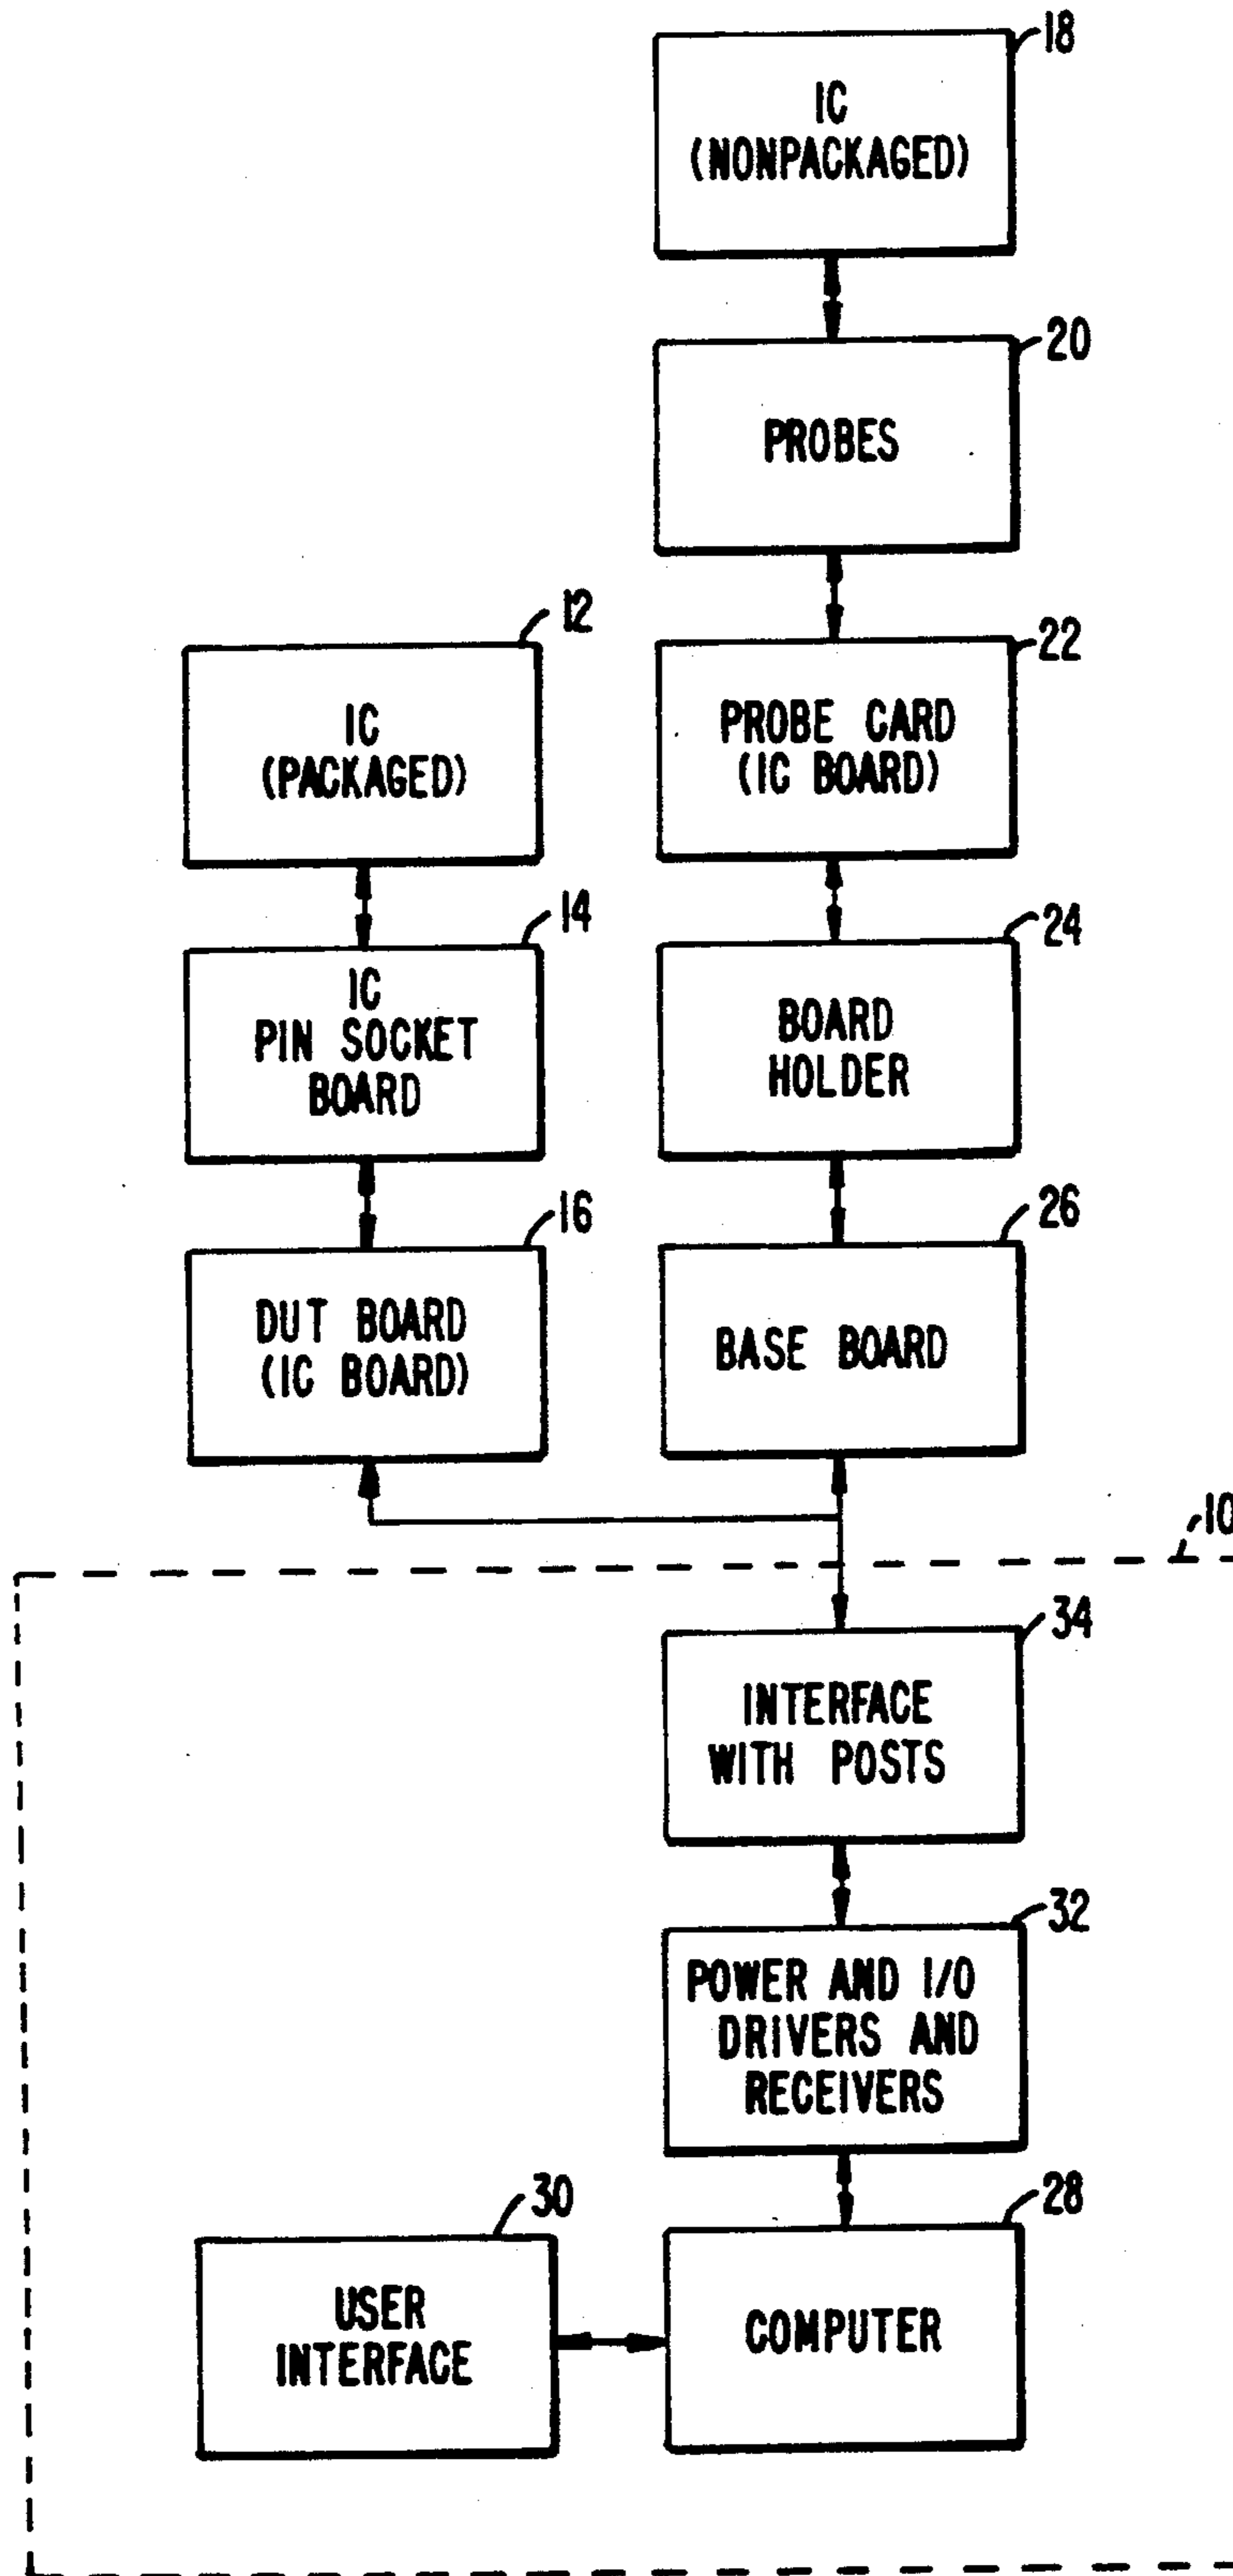 18
IC
(NONPACKAGED)
20
PROBES
12
22
IC
(PACKAGED)
PROBE CARD
(IC BOARD)
14
24
IC
PIN SOCKET
BOARD
BOARD
HOLDER
16
26
DUT BOARD
(IC BOARD)
BASE BOARD
10
34
INTERFACE
WITH POSTS
32
POWER AND I/O
DRIVERS AND
RECEIVERS
30
28
USER
INTERFACE
COMPUTER